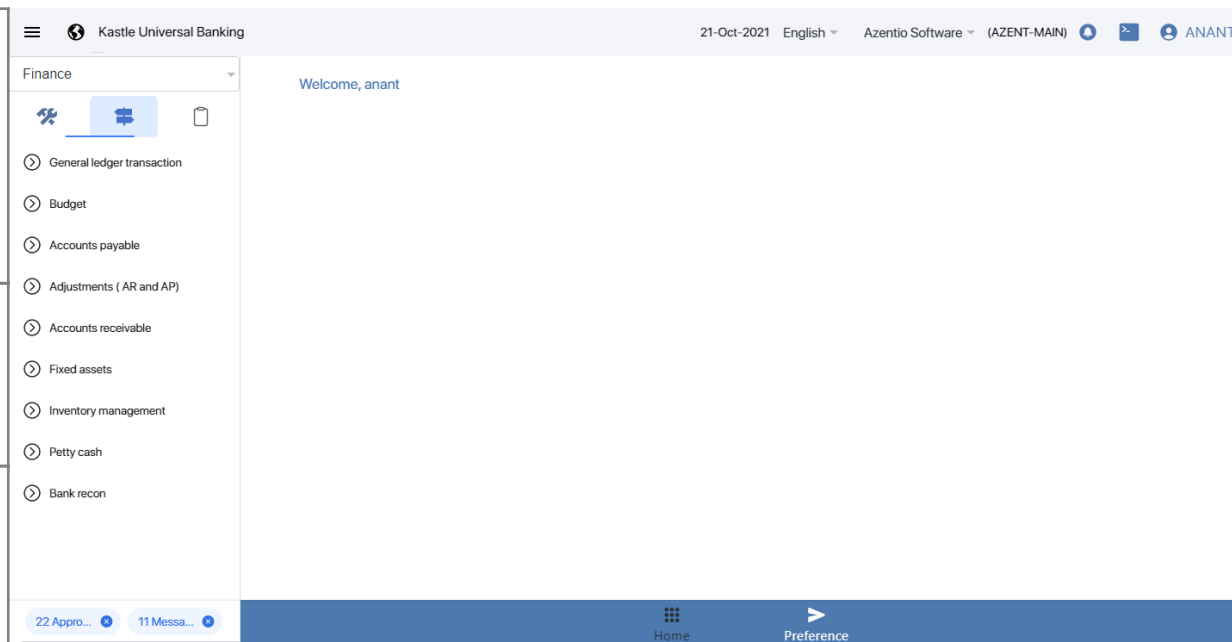 Kastle Universal Banking 21-Oct-2021 English Azentio Software (AZENT-MAIN) ANANT
Finance
Welcome, anant
General ledger transaction
Budget
Accounts payable
Adjustments ( AR and AP)
Accounts receivable
Fixed assets
Inventory management
Petty cash
Bank recon
22 Appro... 11 Messa...
Home Preference